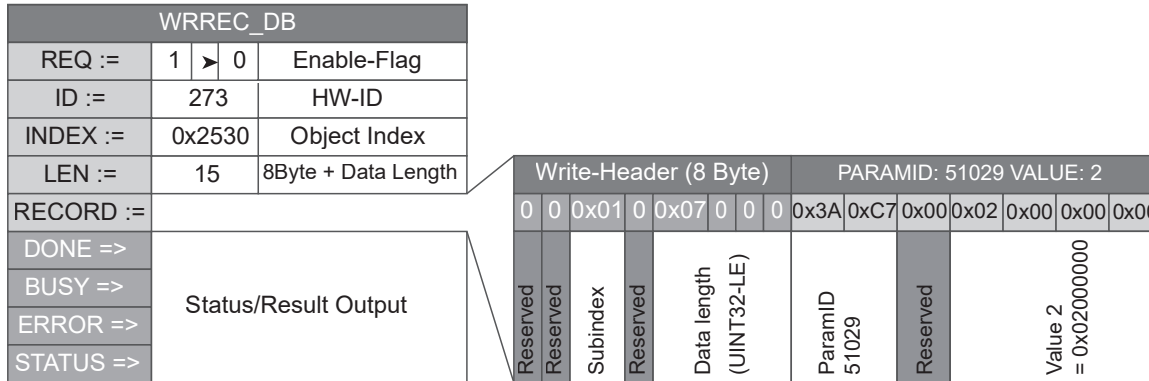 WRREC_DB
REQ := 1 ➤ 0 Enable-Flag
ID := 273 HW-ID
INDEX := 0x2530 Object Index
LEN := 15 8Byte + Data Length
RECORD :=
DONE =>
BUSY =>
ERROR =>
STATUS =>
Status/Result Output
Write-Header (8 Byte) PARAMID: 51029 VALUE: 2
0 0 0x01 0 0x07 0 0 0 0x3A 0xC7 0x00 0x02 0x00 0x00 0x00
Reserved
Reserved
Subindex
Reserved
Data length
(UINT32-LE)
ParamID
51029
Reserved
Value 2
= 0x02000000